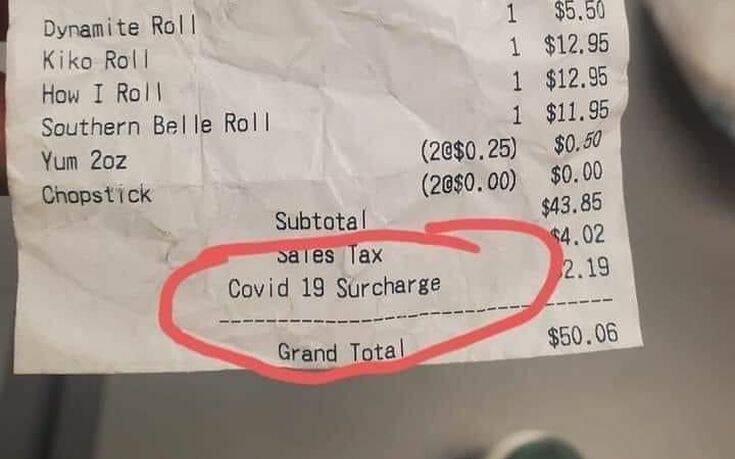 Dynamite Roll 1 $5.50
Kiko Roll 1 $12.95
How I Roll 1 $12.95
Southern Belle Roll 1 $11.95
Yum 2oz (2@$0.25) $0.50
Chopstick (2@$0.00) $0.00
Subtotal $43.85
Sales Tax $4.02
Covid 19 Surcharge 2.19
Grand Total $50.06